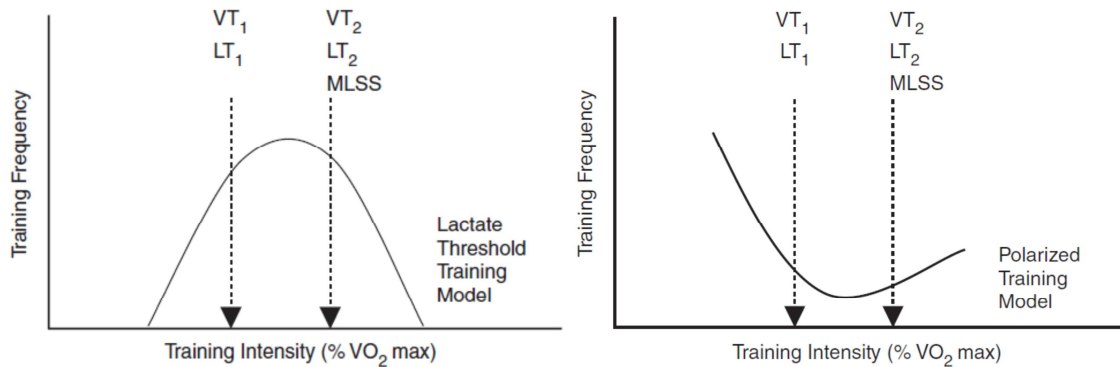 VT1
LT1
VT2
LT2
MLSS
Training Frequency
Lactate
Threshold
Training
Model
Training Intensity (% VO2 max)
VT1
LT1
VT2
LT2
MLSS
Training Frequency
Polarized
Training
Model
Training Intensity (% VO2 max)